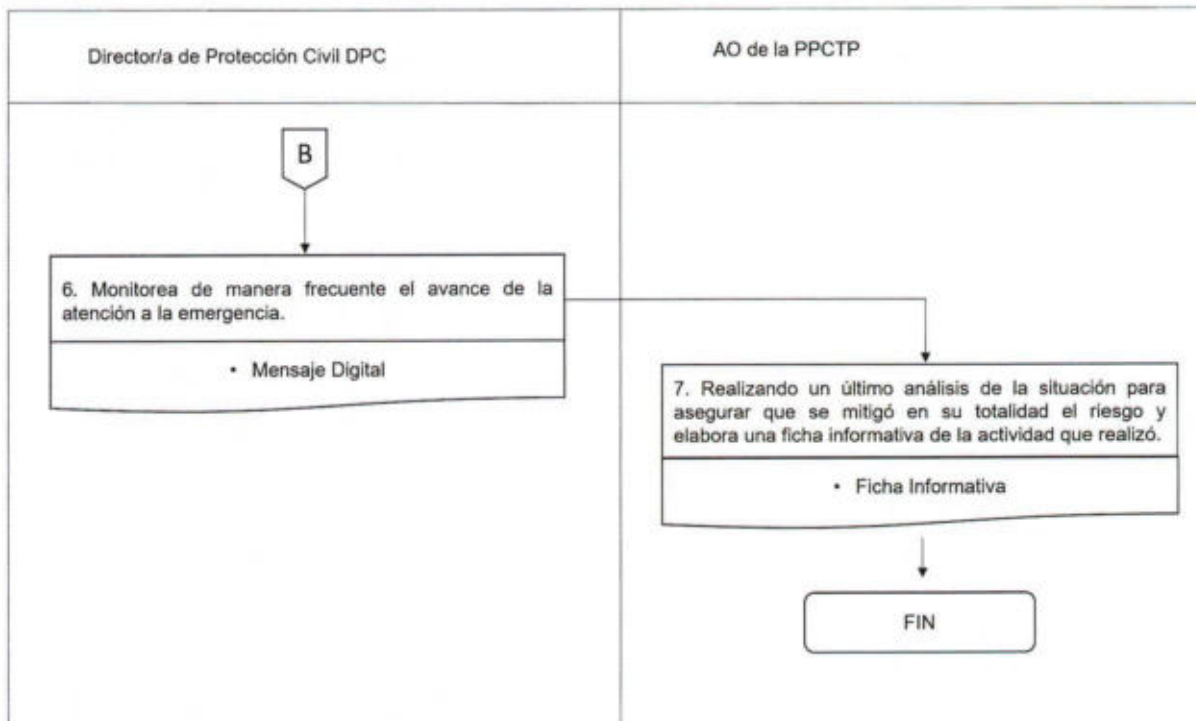 Director/a de Protección Civil DPC
AO de la PPCTP
B
6. Monitorea de manera frecuente el avance de la
atención a la emergencia.
• Mensaje Digital
7. Realizando un último análisis de la situación para
asegurar que se mitigó en su totalidad el riesgo y
elabora una ficha informativa de la actividad que realizó.
• Ficha Informativa
FIN